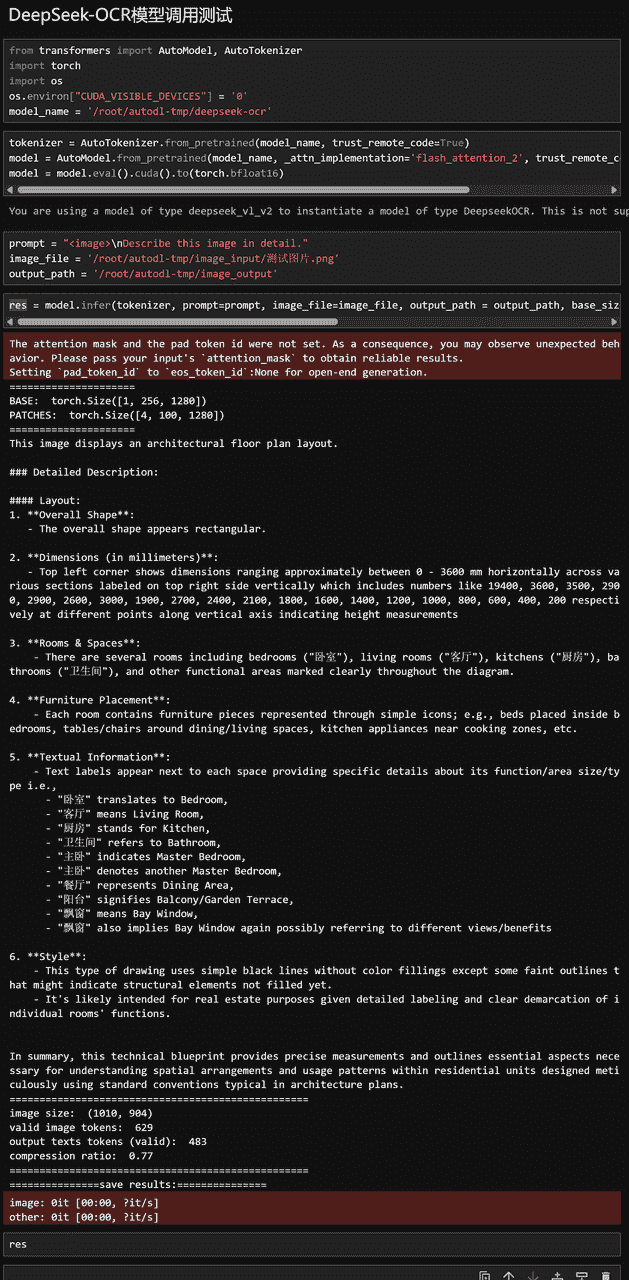 DeepSeek-OCR模型调用测试
from transformers import AutoModel, AutoTokenizer
import torch
import os
os.environ["CUDA_VISIBLE_DEVICES"] = '0'
model_name = '/root/autodl-tmp/deepseek-ocr'
tokenizer = AutoTokenizer.from_pretrained(model_name, trust_remote_code=True)
model = AutoModel.from_pretrained(model_name, _attn_implementation='flash_attention_2', trust_remote_c
model = model.eval().cuda().to(torch.bfloat16)
You are using a model of type deepseek_vl_v2 to instantiate a model of type DeepseekOCR. This is not sup
prompt = "<image>\nDescribe this image in detail."
image_file = '/root/autodl-tmp/image_input/测试图片.png'
output_path = '/root/autodl-tmp/image_output'
res = model.infer(tokenizer, prompt=prompt, image_file=image_file, output_path = output_path, base_siz
The attention mask and the pad token id were not set. As a consequence, you may observe unexpected beh
avior. Please pass your input's `attention_mask` to obtain reliable results.
Setting `pad_token_id` to `eos_token_id`:None for open-end generation.
=====================
BASE:  torch.Size([1, 256, 1280])
PATCHES:  torch.Size([4, 100, 1280])
=====================
This image displays an architectural floor plan layout.
### Detailed Description:
#### Layout:
1. **Overall Shape**:
- The overall shape appears rectangular.
2. **Dimensions (in millimeters)**:
- Top left corner shows dimensions ranging approximately between 0 - 3600 mm horizontally across va
rious sections labeled on top right side vertically which includes numbers like 19400, 3600, 3500, 290
0, 2900, 2600, 3000, 1900, 2700, 2400, 2100, 1800, 1600, 1400, 1200, 1000, 800, 600, 400, 200 respecti
vely at different points along vertical axis indicating height measurements
3. **Rooms & Spaces**:
- There are several rooms including bedrooms ("卧室"), living rooms ("客厅"), kitchens ("厨房"), ba
throoms ("卫生间"), and other functional areas marked clearly throughout the diagram.
4. **Furniture Placement**:
- Each room contains furniture pieces represented through simple icons; e.g., beds placed inside b
edrooms, tables/chairs around dining/living spaces, kitchen appliances near cooking zones, etc.
5. **Textual Information**:
- Text labels appear next to each space providing specific details about its function/area size/ty
pe i.e.,
- "卧室" translates to Bedroom,
- "客厅" means Living Room,
- "厨房" stands for Kitchen,
- "卫生间" refers to Bathroom,
- "主卧" indicates Master Bedroom,
- "主卧" denotes another Master Bedroom,
- "餐厅" represents Dining Area,
- "阳台" signifies Balcony/Garden Terrace,
- "飘窗" means Bay Window,
- "飘窗" also implies Bay Window again possibly referring to different views/benefits
6. **Style**:
- This type of drawing uses simple black lines without color fillings except some faint outlines t
hat might indicate structural elements not filled yet.
- It's likely intended for real estate purposes given detailed labeling and clear demarcation of i
ndividual rooms' functions.
In summary, this technical blueprint provides precise measurements and outlines essential aspects nece
ssary for understanding spatial arrangements and usage patterns within residential units designed meti
culously using standard conventions typical in architecture plans.
==================================================
image size:  (1010, 904)
valid image tokens:  629
output texts tokens (valid):  483
compression ratio:  0.77
==================================================
===============save results:===============
image: 0it [00:00, ?it/s]
other: 0it [00:00, ?it/s]
res